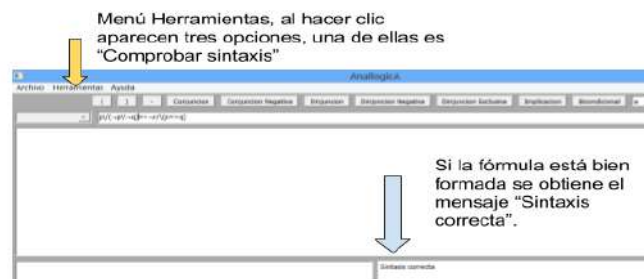 Menú Herramientas, al hacer clic
aparecen tres opciones, una de ellas es
“Comprobar sintaxis”
AnallogicA
Archivo Herramientas Ayuda
( ) - Conjuncion Conjuncion Negativa Disyuncion Disyuncion Negativa Disyuncion Exclusiva Implicacion Bicondicional
Si la fórmula está bien
formada se obtiene el
mensaje “Sintaxis
correcta”.
Sintaxis correcta